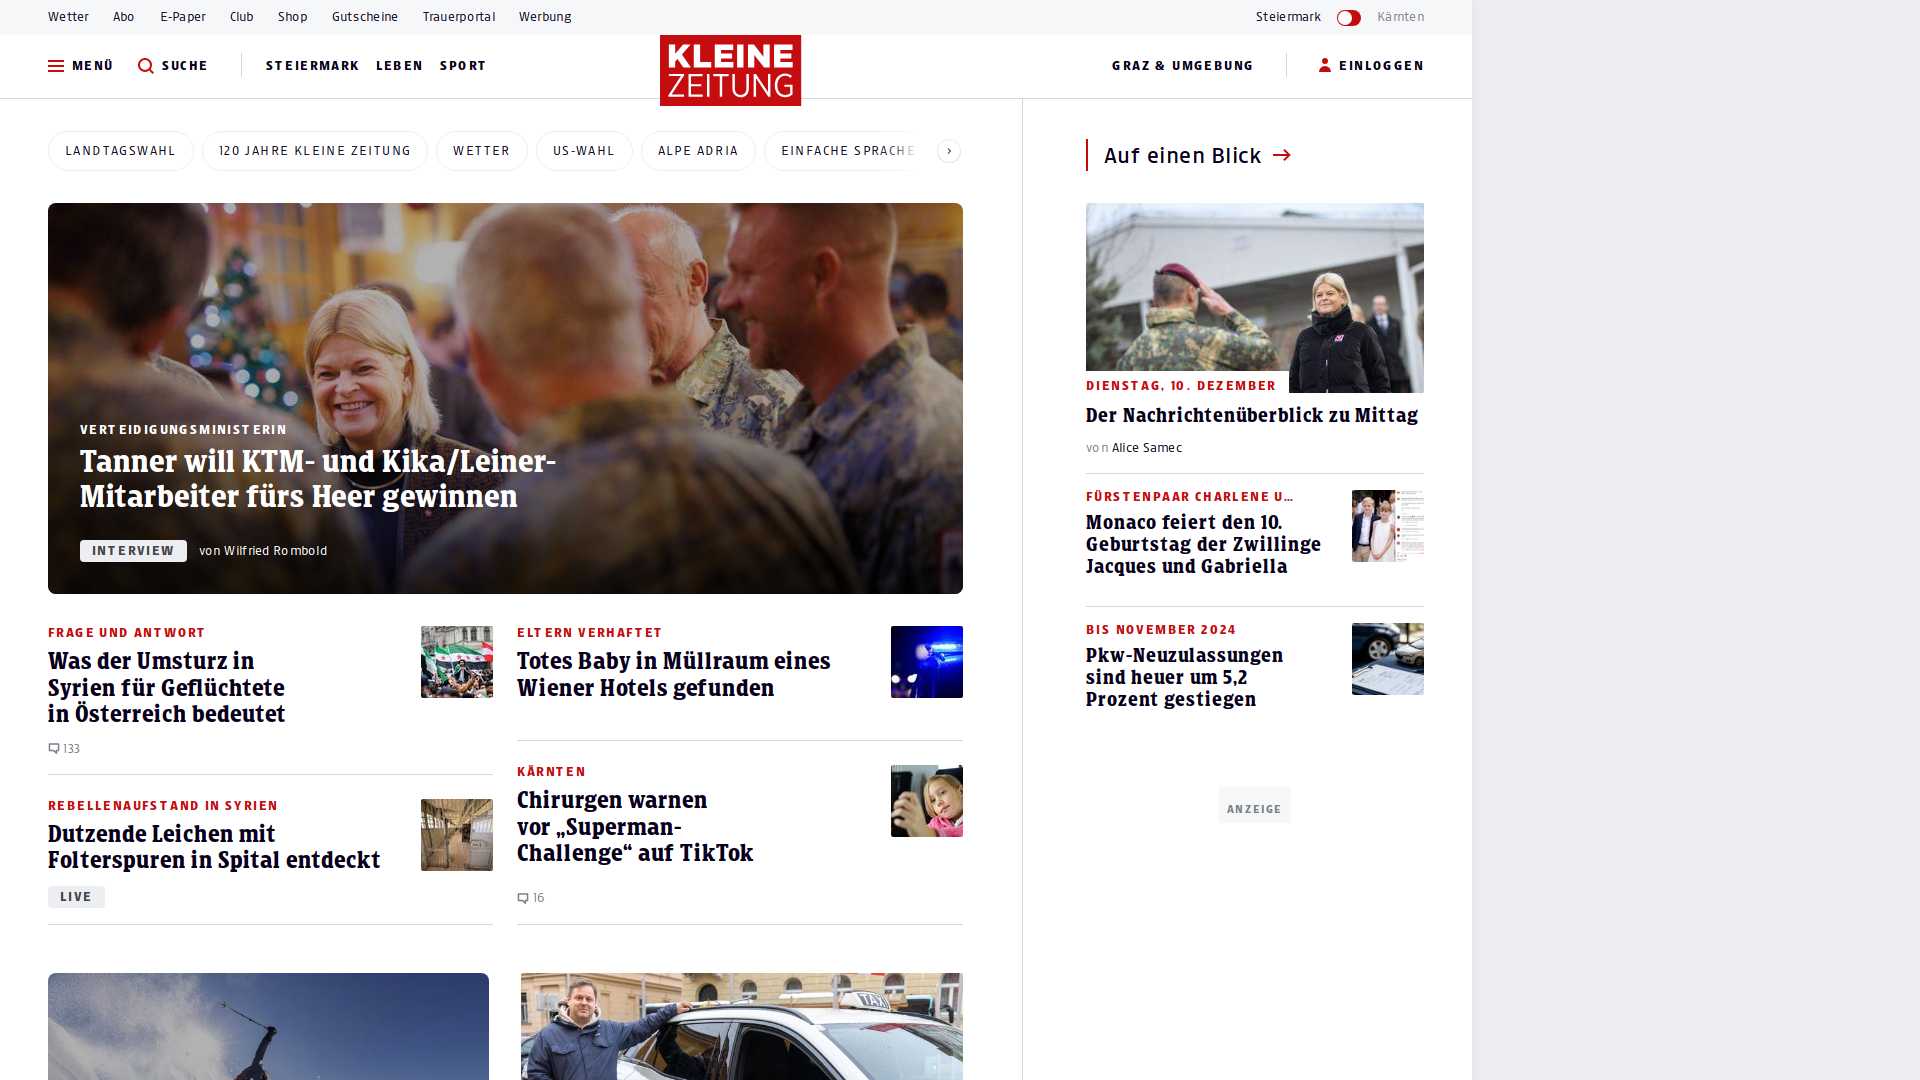 Wetter
Abo
E-Paper
Club
Shop
Gutscheine
Trauerportal
Werbung
Steiermark
Kärnten
MENÜ
SUCHE
STEIERMARK
LEBEN
SPORT
KLEINE
ZEITUNG
GRAZ & UMGEBUNG
EINLOGGEN
LANDTAGSWAHL
120 JAHRE KLEINE ZEITUNG
WETTER
US-WAHL
ALPE ADRIA
EINFACHE SPRACHE
VERTEIDIGUNGSMINISTERIN
Tanner will KTM- und Kika/Leiner-
Mitarbeiter fürs Heer gewinnen
INTERVIEW
von Wilfried Rombold
FRAGE UND ANTWORT
Was der Umsturz in
Syrien für Geflüchtete
in Österreich bedeutet
133
REBELLENAUFSTAND IN SYRIEN
Dutzende Leichen mit
Folterspuren in Spital entdeckt
LIVE
ELTERN VERHAFTET
Totes Baby in Müllraum eines
Wiener Hotels gefunden
KÄRNTEN
Chirurgen warnen
vor „Superman-
Challenge“ auf TikTok
16
TAXI
Auf einen Blick
DIENSTAG, 10. DEZEMBER
Der Nachrichtenüberblick zu Mittag
von Alice Samec
FÜRSTENPAAR CHARLENE U...
Monaco feiert den 10.
Geburtstag der Zwillinge
Jacques und Gabriella
BIS NOVEMBER 2024
Pkw-Neuzulassungen
sind heuer um 5,2
Prozent gestiegen
ANZEIGE